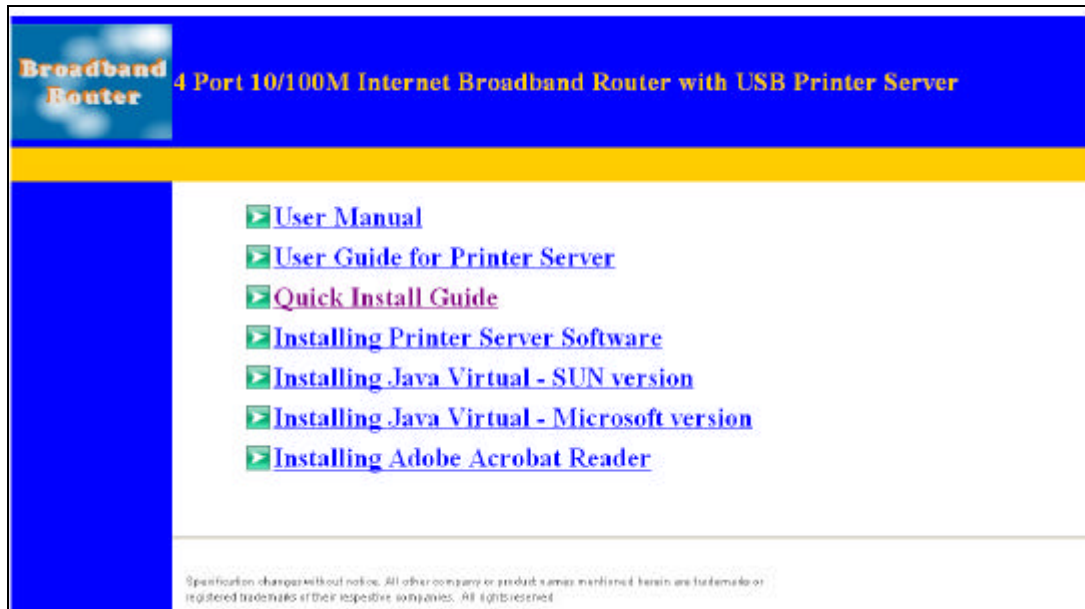 Broadband
Router
4 Port 10/100M Internet Broadband Router with USB Printer Server
User Manual
User Guide for Printer Server
Quick Install Guide
Installing Printer Server Software
Installing Java Virtual - SUN version
Installing Java Virtual - Microsoft version
Installing Adobe Acrobat Reader
Specification changes without notice. All other company or product names mentioned herein are trademarks or
registered trademarks of their respective companies. All rights reserved